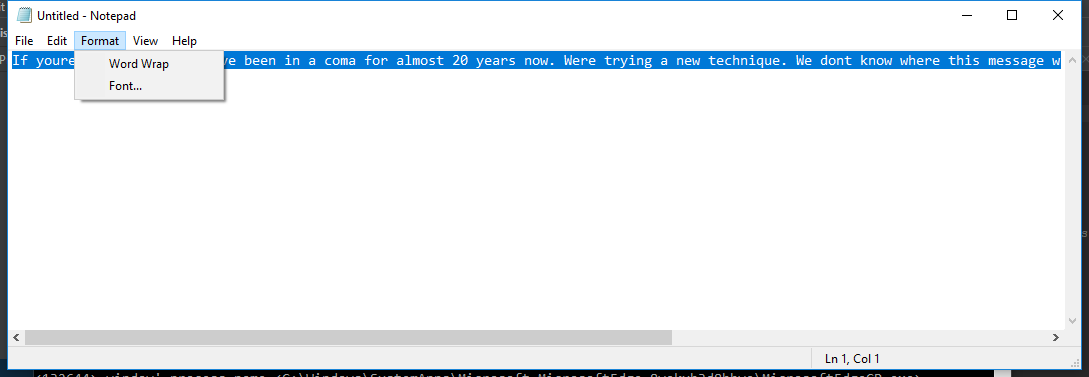 Untitled - Notepad
File Edit Format View Help
If youre ve been in a coma for almost 20 years now. Were trying a new technique. We dont know where this message w
Word Wrap
Font...
Ln 1, Col 1